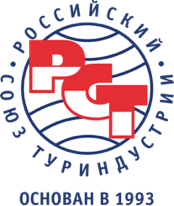 РОССИЙСКИЙ
СОЮЗ ТУРИНДУСТРИИ
РСТ
ОСНОВАН В 1993